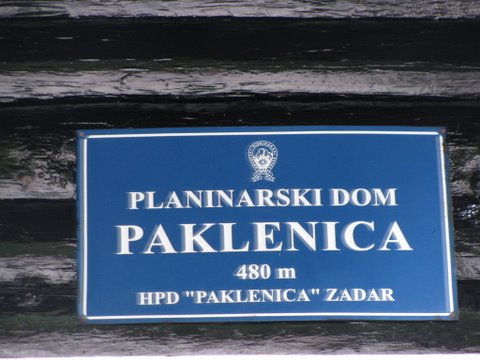 PLANINARSKI DOM
PAKLENICA
480 m
HPD "PAKLENICA" ZADAR